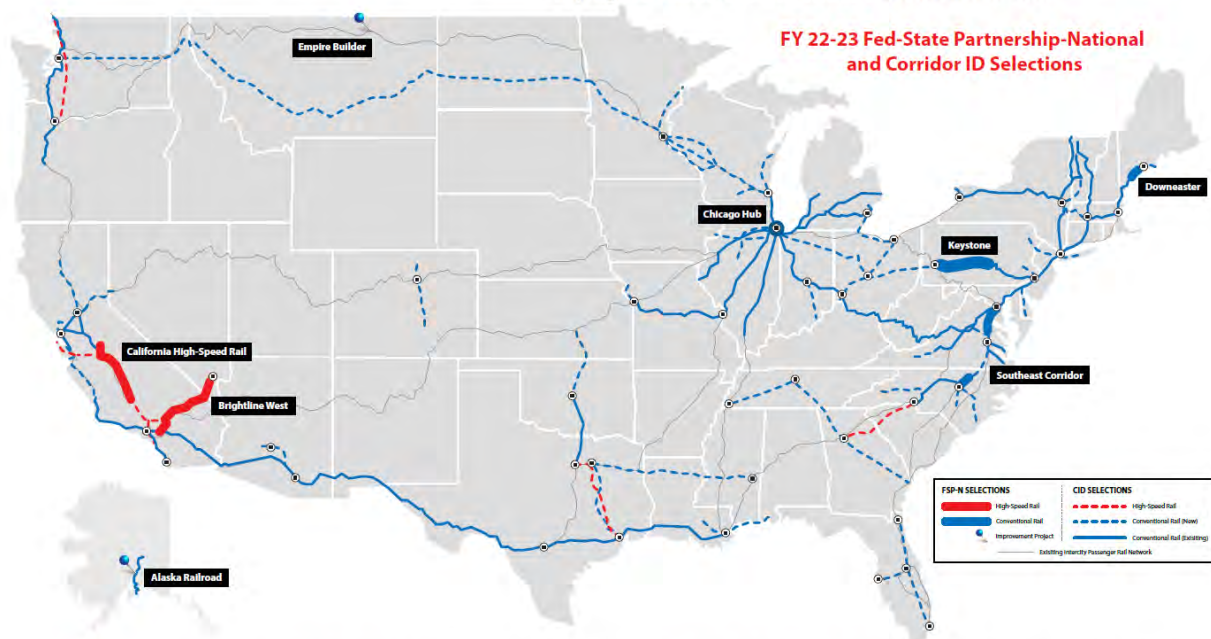 FY 22-23 Fed-State Partnership-National
and Corridor ID Selections
Empire Builder
Downeaster
Chicago Hub
Keystone
California High-Speed Rail
Southeast Corridor
Brightline West
Alaska Railroad
FSP-N SELECTIONS
High-Speed Rail
Conventional Rail
Improvement Project
CID SELECTIONS
High-Speed Rail
Conventional Rail (New)
Conventional Rail (Exisiting)
Exisiting Intercity Passenger Rail Network